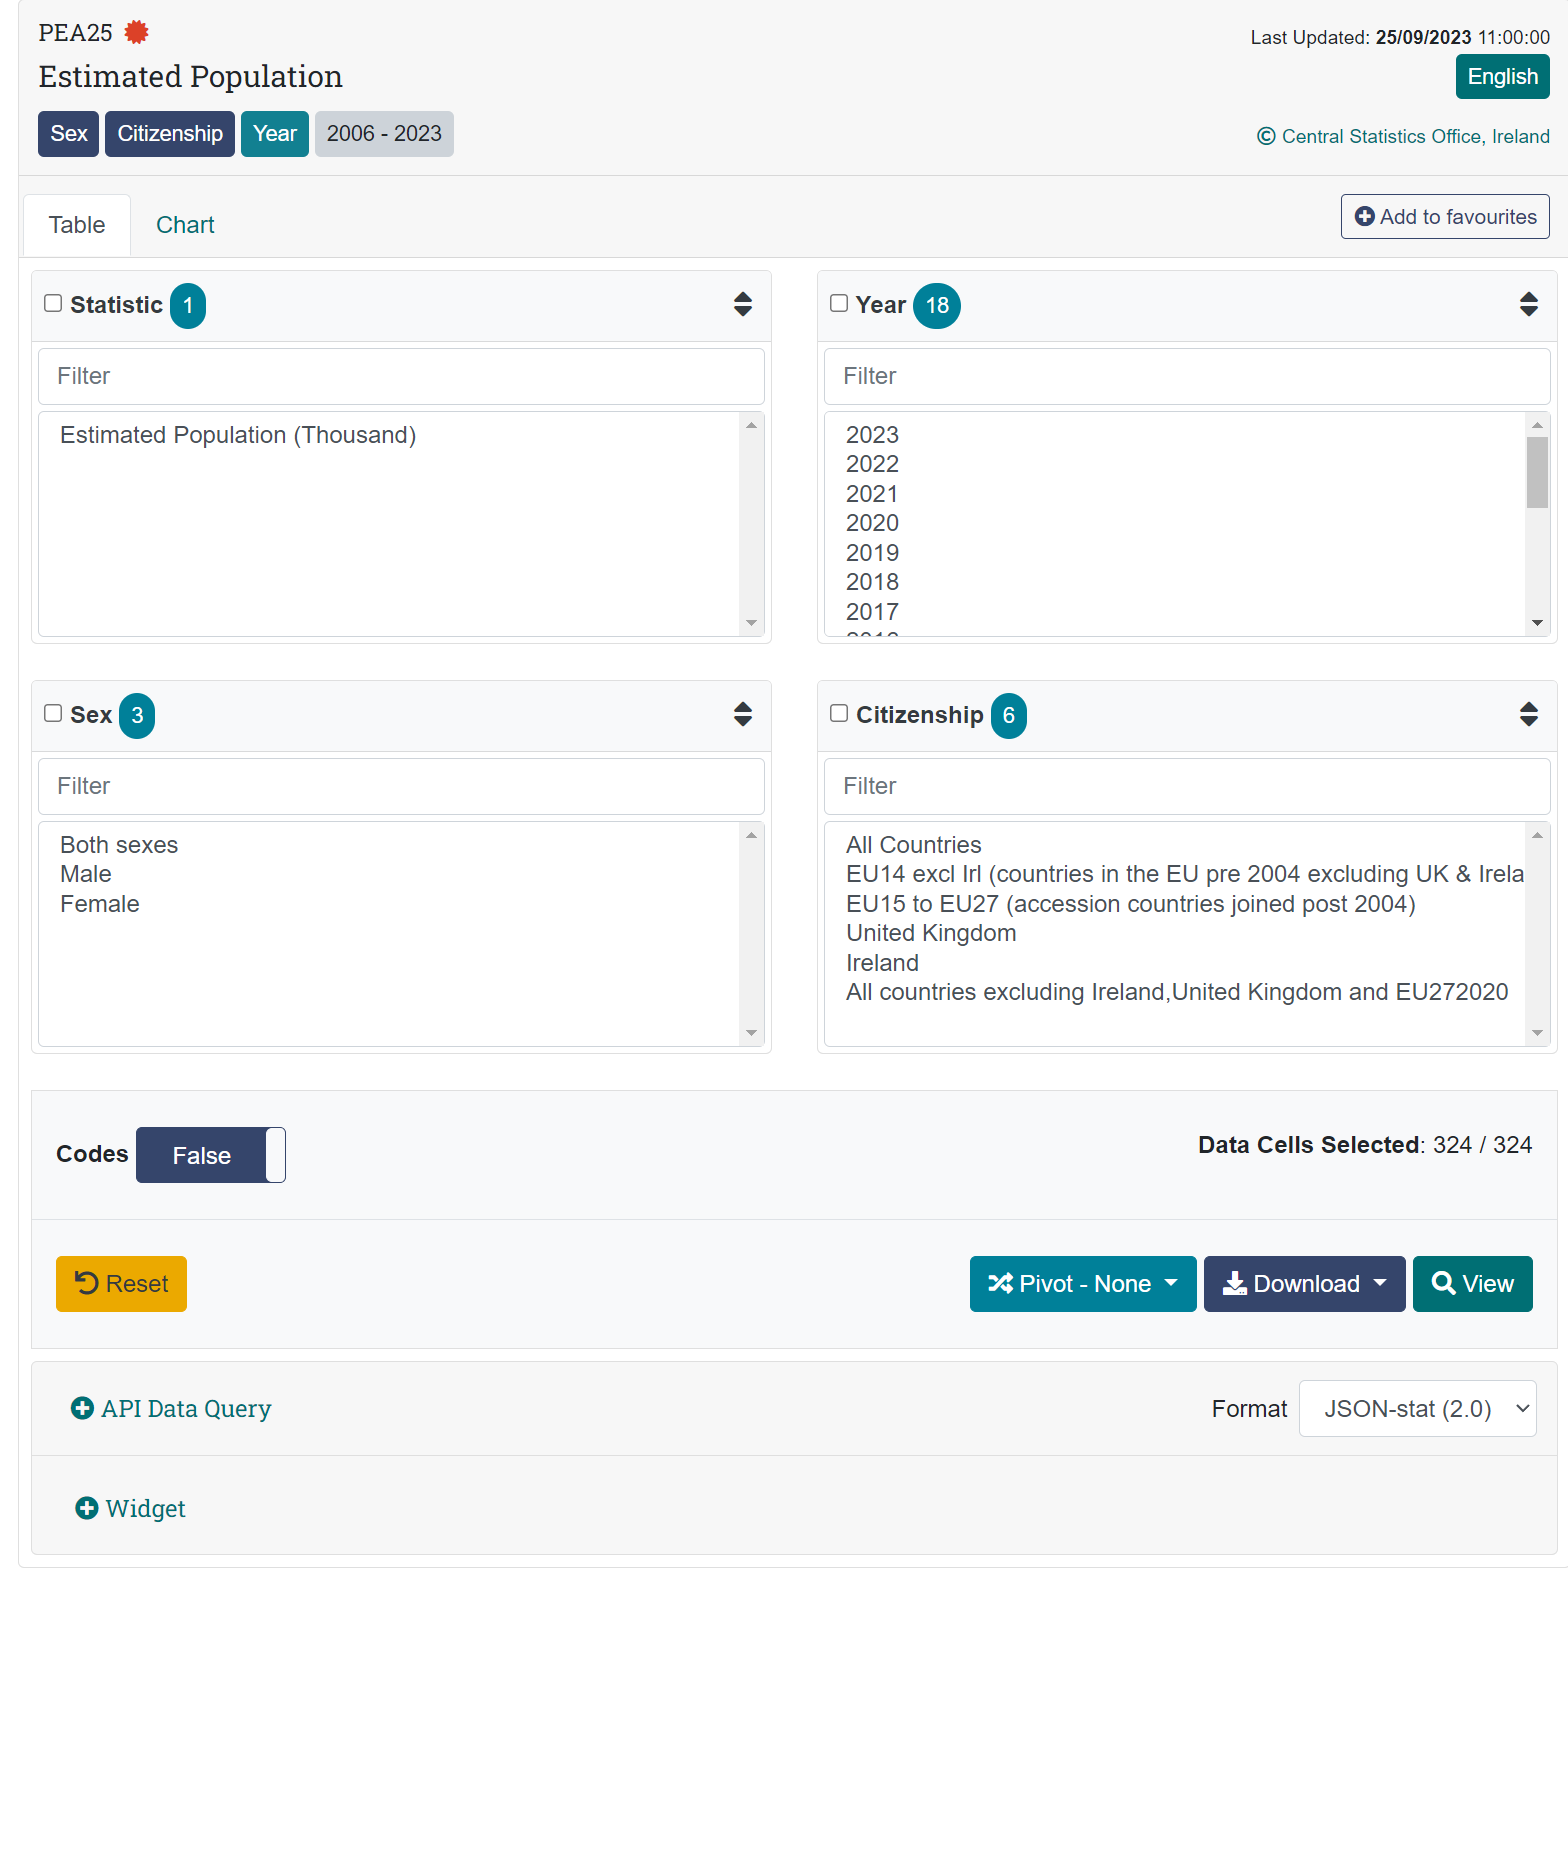 PEA25
Last Updated: 25/09/2023 11:00:00
Estimated Population
English
Sex Citizenship Year 2006 - 2023
© Central Statistics Office, Ireland
Table Chart
Add to favourites
Statistic 1
Filter
Estimated Population (Thousand)
Year 18
Filter
2023
2022
2021
2020
2019
2018
2017
Sex 3
Filter
Both sexes
Male
Female
Citizenship 6
Filter
All Countries
EU14 excl Irl (countries in the EU pre 2004 excluding UK & Irela
EU15 to EU27 (accession countries joined post 2004)
United Kingdom
Ireland
All countries excluding Ireland,United Kingdom and EU272020
Codes False
Data Cells Selected: 324 / 324
Reset
Pivot - None Download View
API Data Query
Format JSON-stat (2.0)
Widget